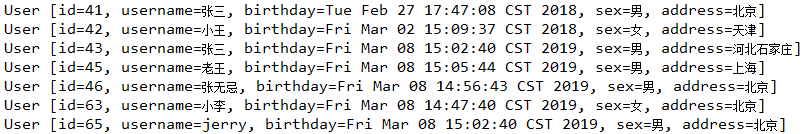 User [id=41, username=张三, birthday=Tue Feb 27 17:47:08 CST 2018, sex=男, address=北京]
User [id=42, username=小王, birthday=Fri Mar 02 15:09:37 CST 2018, sex=女, address=天津]
User [id=43, username=张三, birthday=Fri Mar 08 15:02:40 CST 2019, sex=男, address=河北石家庄]
User [id=45, username=老王, birthday=Fri Mar 08 15:05:44 CST 2019, sex=男, address=上海]
User [id=46, username=张无忌, birthday=Fri Mar 08 14:56:43 CST 2019, sex=男, address=北京]
User [id=63, username=小李, birthday=Fri Mar 08 14:47:40 CST 2019, sex=女, address=北京]
User [id=65, username=jerry, birthday=Fri Mar 08 15:02:40 CST 2019, sex=男, address=北京]